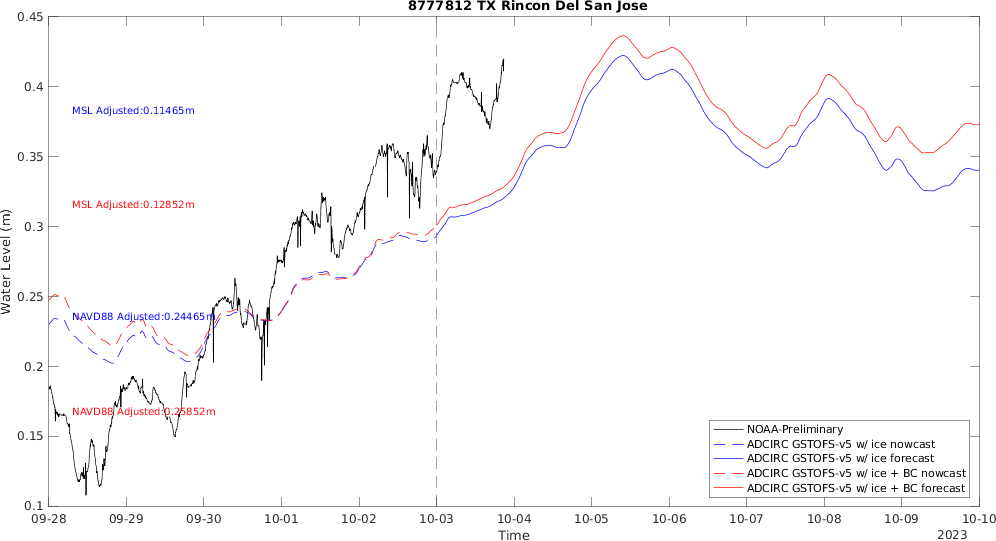 8777812 TX Rincon Del San Jose
Water Level (m)
0.45
0.4
0.35
0.3
0.25
0.2
0.15
0.1
MSL Adjusted:0.11465m
MSL Adjusted:0.12852m
NAVD88 Adjusted:0.24465m
NAVD88 Adjusted:0.25852m
NOAA-Preliminary
ADCIRC GSTOFS-v5 w/ ice nowcast
ADCIRC GSTOFS-v5 w/ ice forecast
ADCIRC GSTOFS-v5 w/ ice + BC nowcast
ADCIRC GSTOFS-v5 w/ ice + BC forecast
09-28 09-29 09-30 10-01 10-02 10-03 10-04 10-05 10-06 10-07 10-08 10-09 10-10
Time
2023